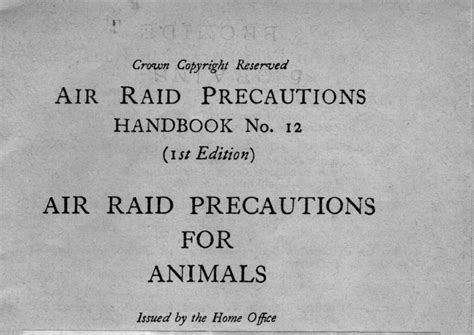 Crown Copyright Reserved
AIR RAID PRECAUTIONS
HANDBOOK No. 12
(1st Edition)
AIR RAID PRECAUTIONS
FOR
ANIMALS
Issued by the Home Office